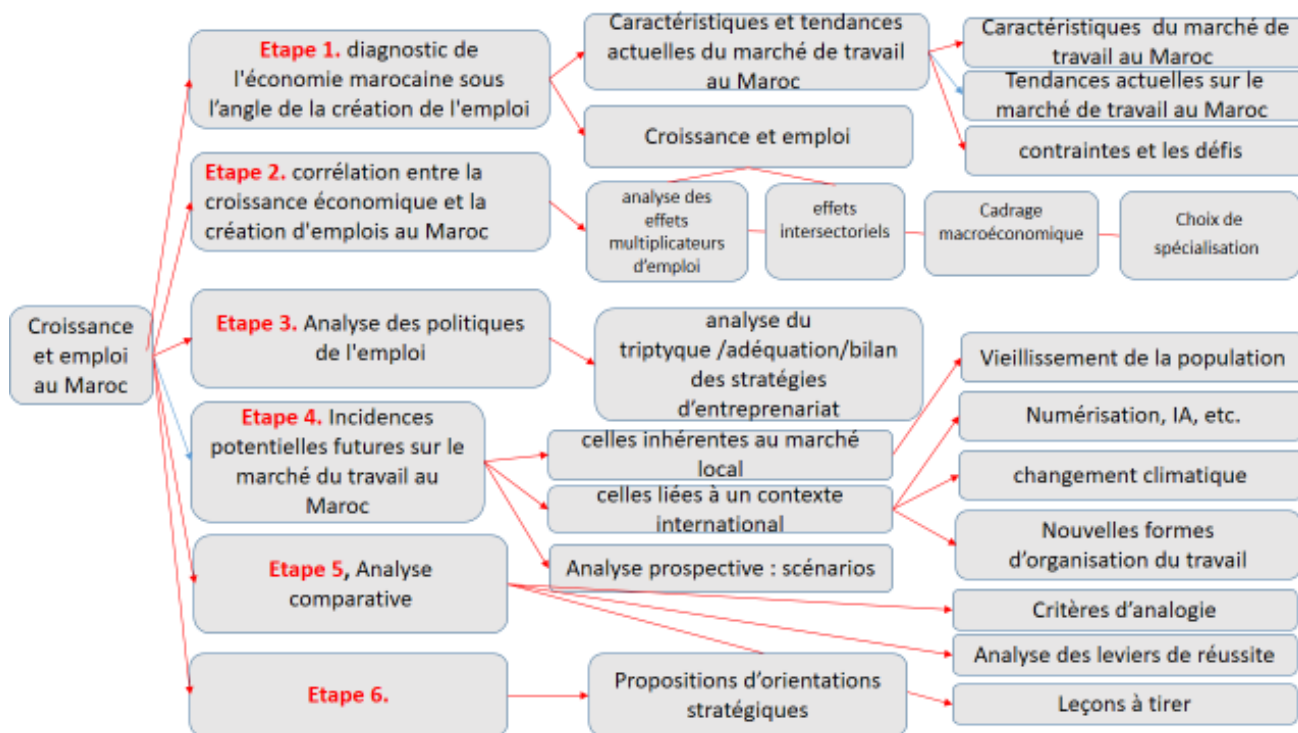 Croissance
et emploi
au Maroc
Etape 1. diagnostic de
l'économie marocaine sous
l’angle de la création de l'emploi
Caractéristiques et tendances
actuelles du marché de travail
au Maroc
Caractéristiques du marché de
travail au Maroc
Tendances actuelles sur le
marché de travail au Maroc
contraintes et les défis
Croissance et emploi
Etape 2. corrélation entre la
croissance économique et la
création d'emplois au Maroc
analyse des
effets
multiplicateurs
d’emploi
effets
intersectoriels
Cadrage
macroéconomique
Choix de
spécialisation
Etape 3. Analyse des politiques
de l'emploi
analyse du
triptyque /adéquation/bilan
des stratégies
d’entreprenariat
Etape 4. Incidences
potentielles futures sur le
marché du travail au
Maroc
celles inhérentes au marché
local
celles liées à un contexte
international
Analyse prospective : scénarios
Vieillissement de la population
Numérisation, IA, etc.
changement climatique
Nouvelles formes
d’organisation du travail
Etape 5, Analyse
comparative
Critères d’analogie
Analyse des leviers de réussite
Leçons à tirer
Etape 6.
Propositions d’orientations
stratégiques